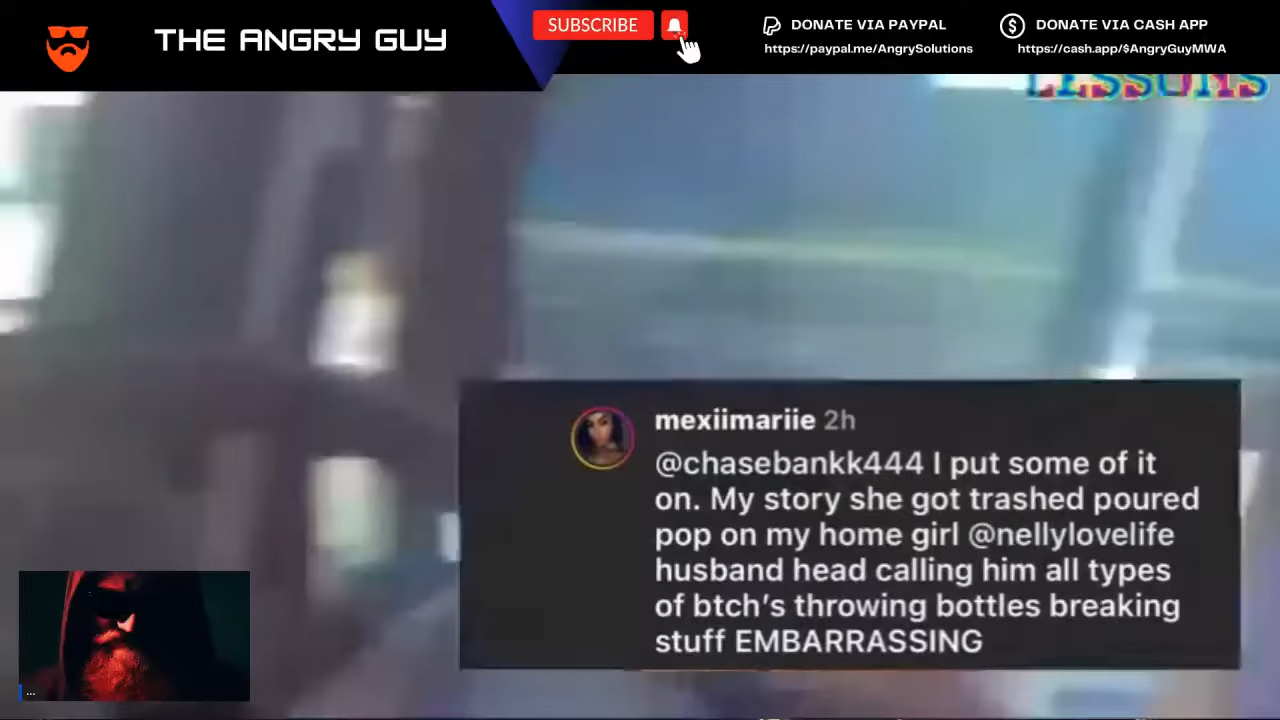 THE ANGRY GUY
SUBSCRIBE
DONATE VIA PAYPAL
https://paypal.me/AngrySolutions
DONATE VIA CASH APP
https://cash.app/$AngryGuyMWA
LESSONS
mexiimariie 2h
@chasebankk444 I put some of it
on. My story she got trashed poured
pop on my home girl @nellylovelife
husband head calling him all types
of btch's throwing bottles breaking
stuff EMBARRASSING
...